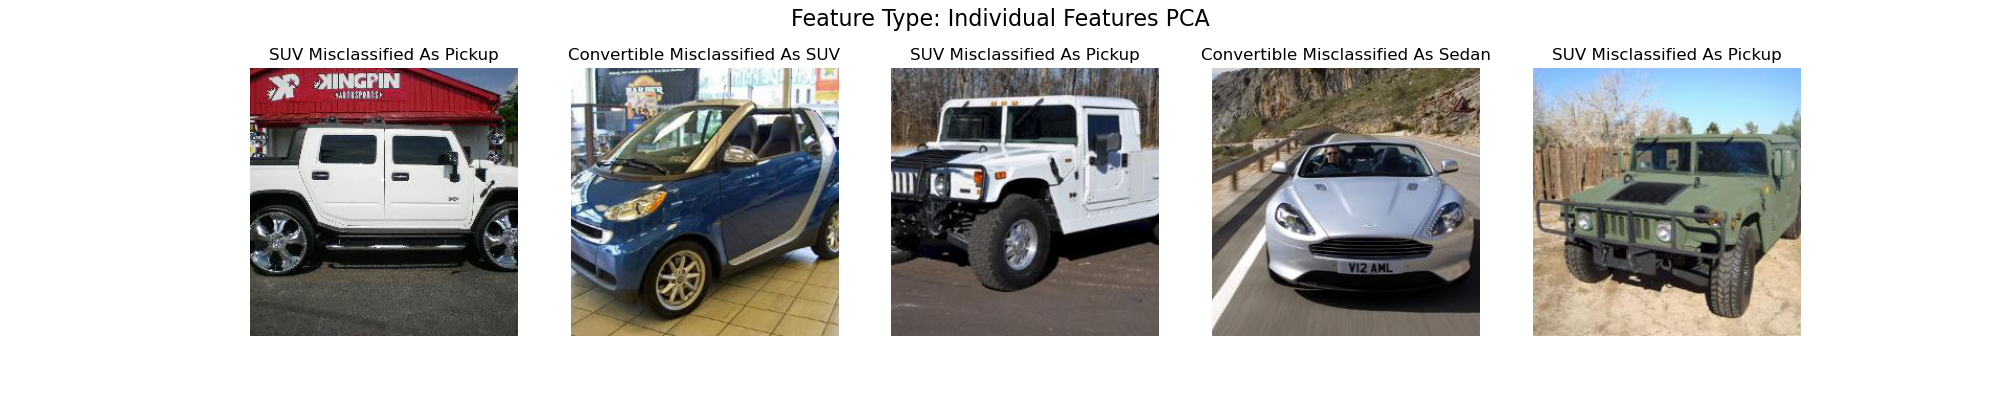 Feature Type: Individual Features PCA
SUV Misclassified As Pickup
Convertible Misclassified As SUV
SUV Misclassified As Pickup
Convertible Misclassified As Sedan
SUV Misclassified As Pickup
KINGPIN
AUTOSPORTS
BARBER
V12 AML